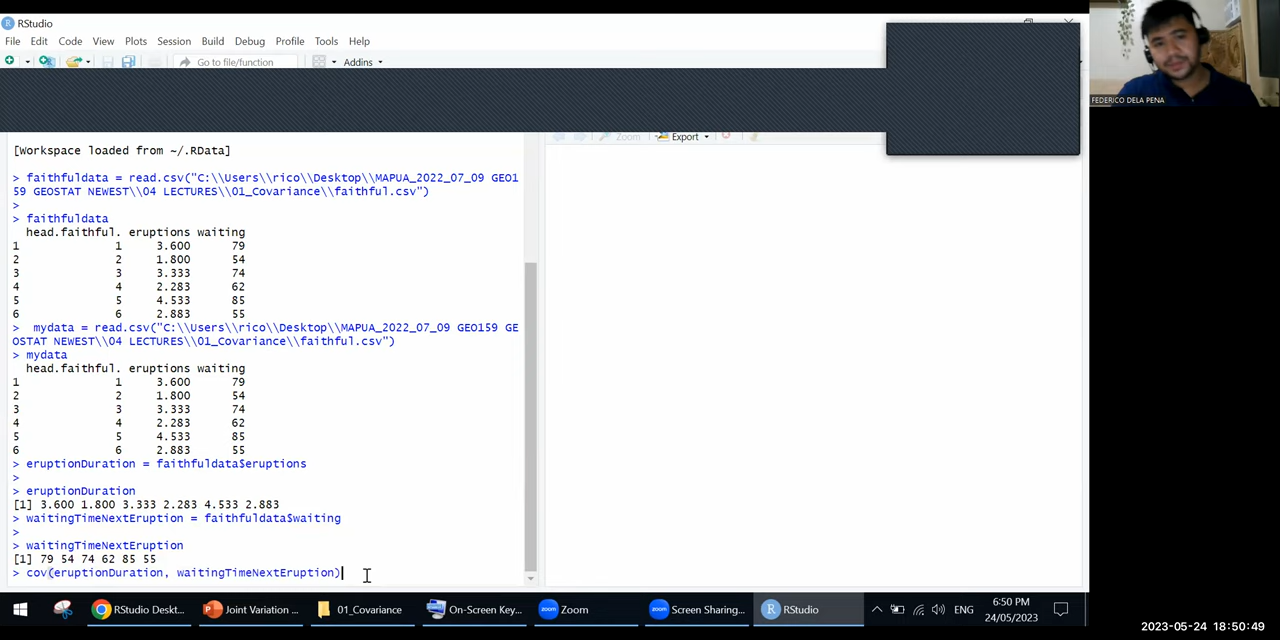 RStudio
File Edit Code View Plots Session Build Debug Profile Tools Help
Go to file/function Addins
FEDERICO DELA PENA
Zoom Export
[Workspace loaded from ~/.RData]
> faithfuldata = read.csv("C:\\Users\\rico\\Desktop\\MAPUA_2022_07_09 GEO1
59 GEOSTAT NEWEST\\04 LECTURES\\01_Covariance\\faithful.csv")
>
> faithfuldata
head.faithful. eruptions waiting
1 1 3.600 79
2 2 1.800 54
3 3 3.333 74
4 4 2.283 62
5 5 4.533 85
6 6 2.883 55
> mydata = read.csv("C:\\Users\\rico\\Desktop\\MAPUA_2022_07_09 GEO159 GE
OSTAT NEWEST\\04 LECTURES\\01_Covariance\\faithful.csv")
> mydata
head.faithful. eruptions waiting
1 1 3.600 79
2 2 1.800 54
3 3 3.333 74
4 4 2.283 62
5 5 4.533 85
6 6 2.883 55
> eruptionDuration = faithfuldata$eruptions
>
> eruptionDuration
[1] 3.600 1.800 3.333 2.283 4.533 2.883
> waitingTimeNextEruption = faithfuldata$waiting
>
> waitingTimeNextEruption
[1] 79 54 74 62 85 55
> cov(eruptionDuration, waitingTimeNextEruption)
RStudio Deskt... Joint Variation ... 01_Covariance On-Screen Key... Zoom Screen Sharing... RStudio ENG 6:50 PM
24/05/2023
2023-05-24 18:50:49